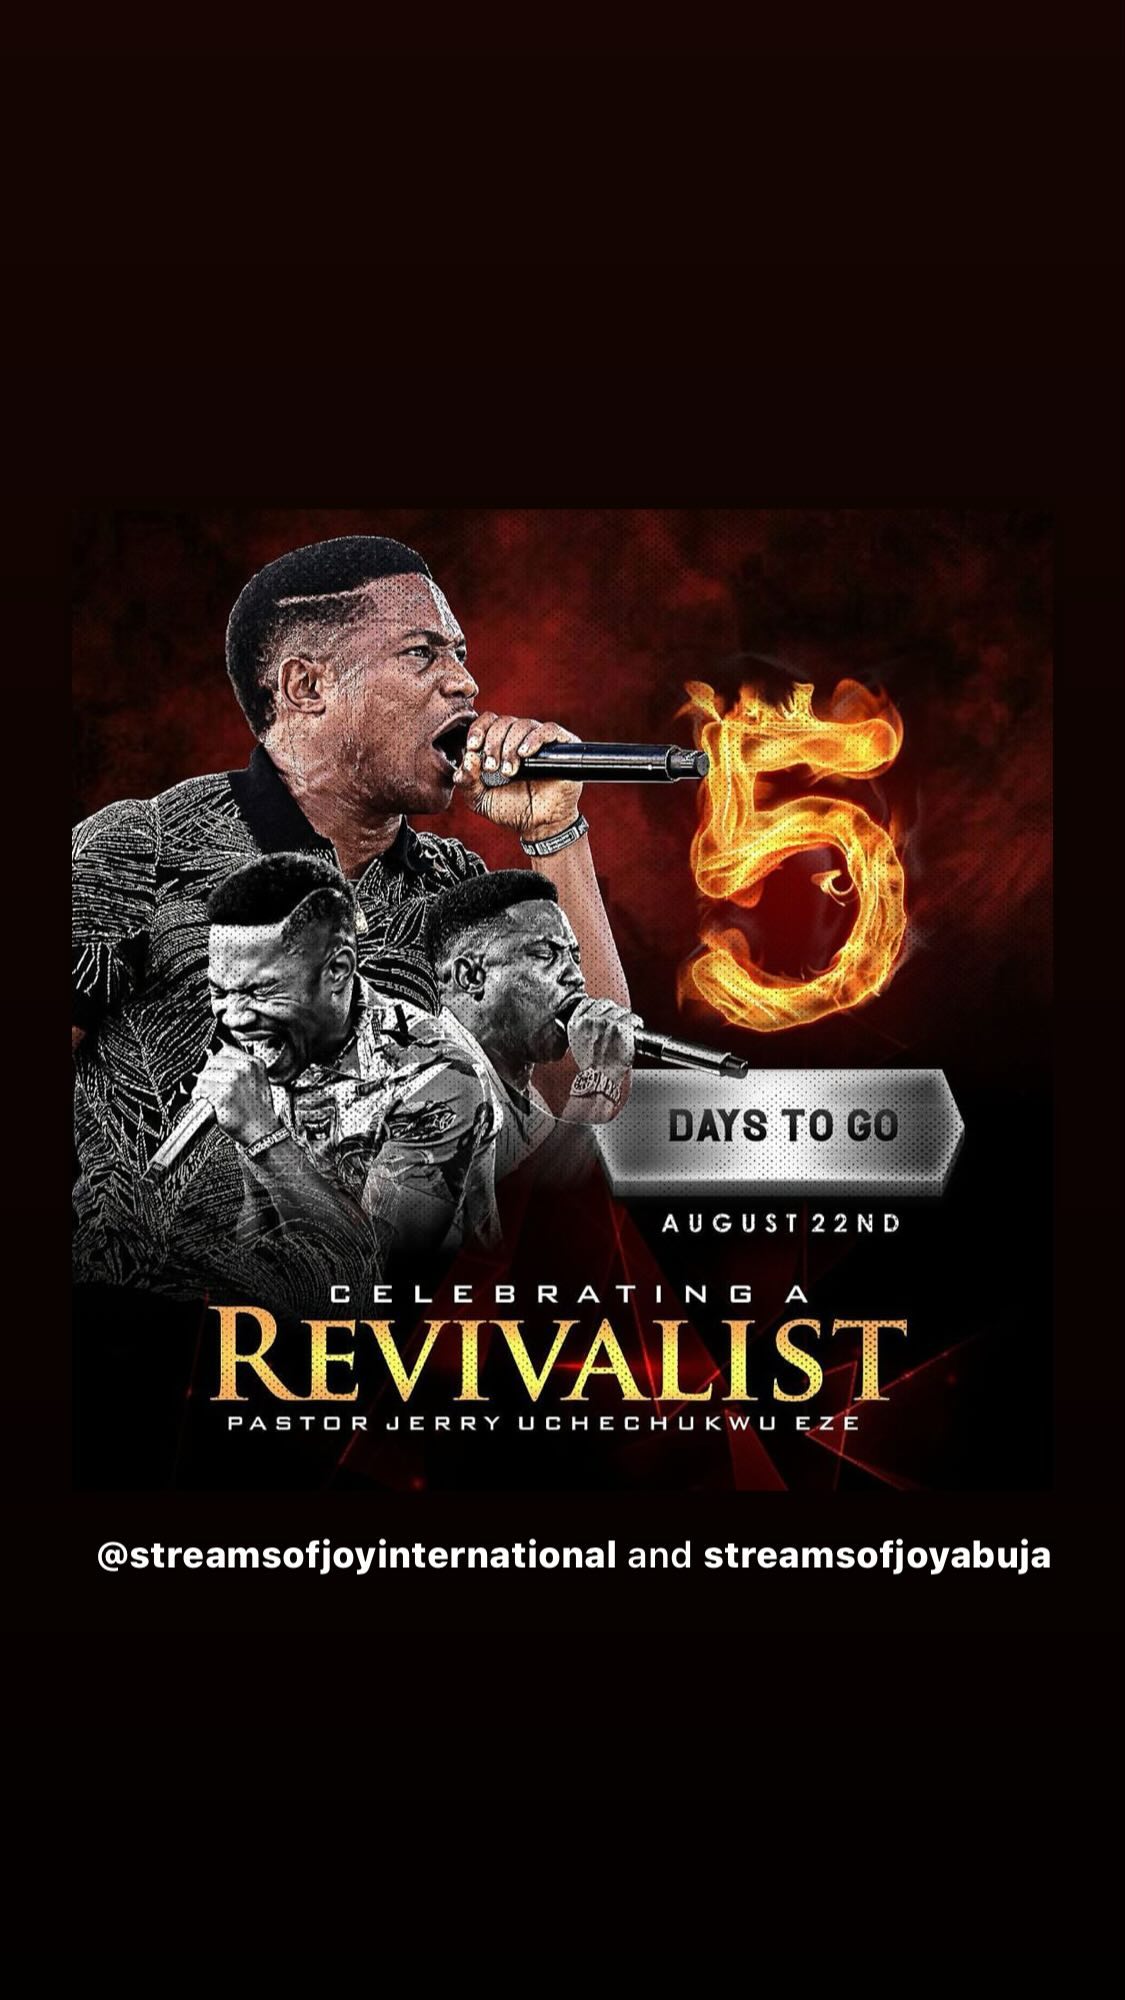 5
DAYS TO GO
AUGUST 22ND
CELEBRATING A
REVIVALIST
PASTOR JERRY UCHECHUKWU EZE
@streamsofjoyinternational and streamsofjoyabuja